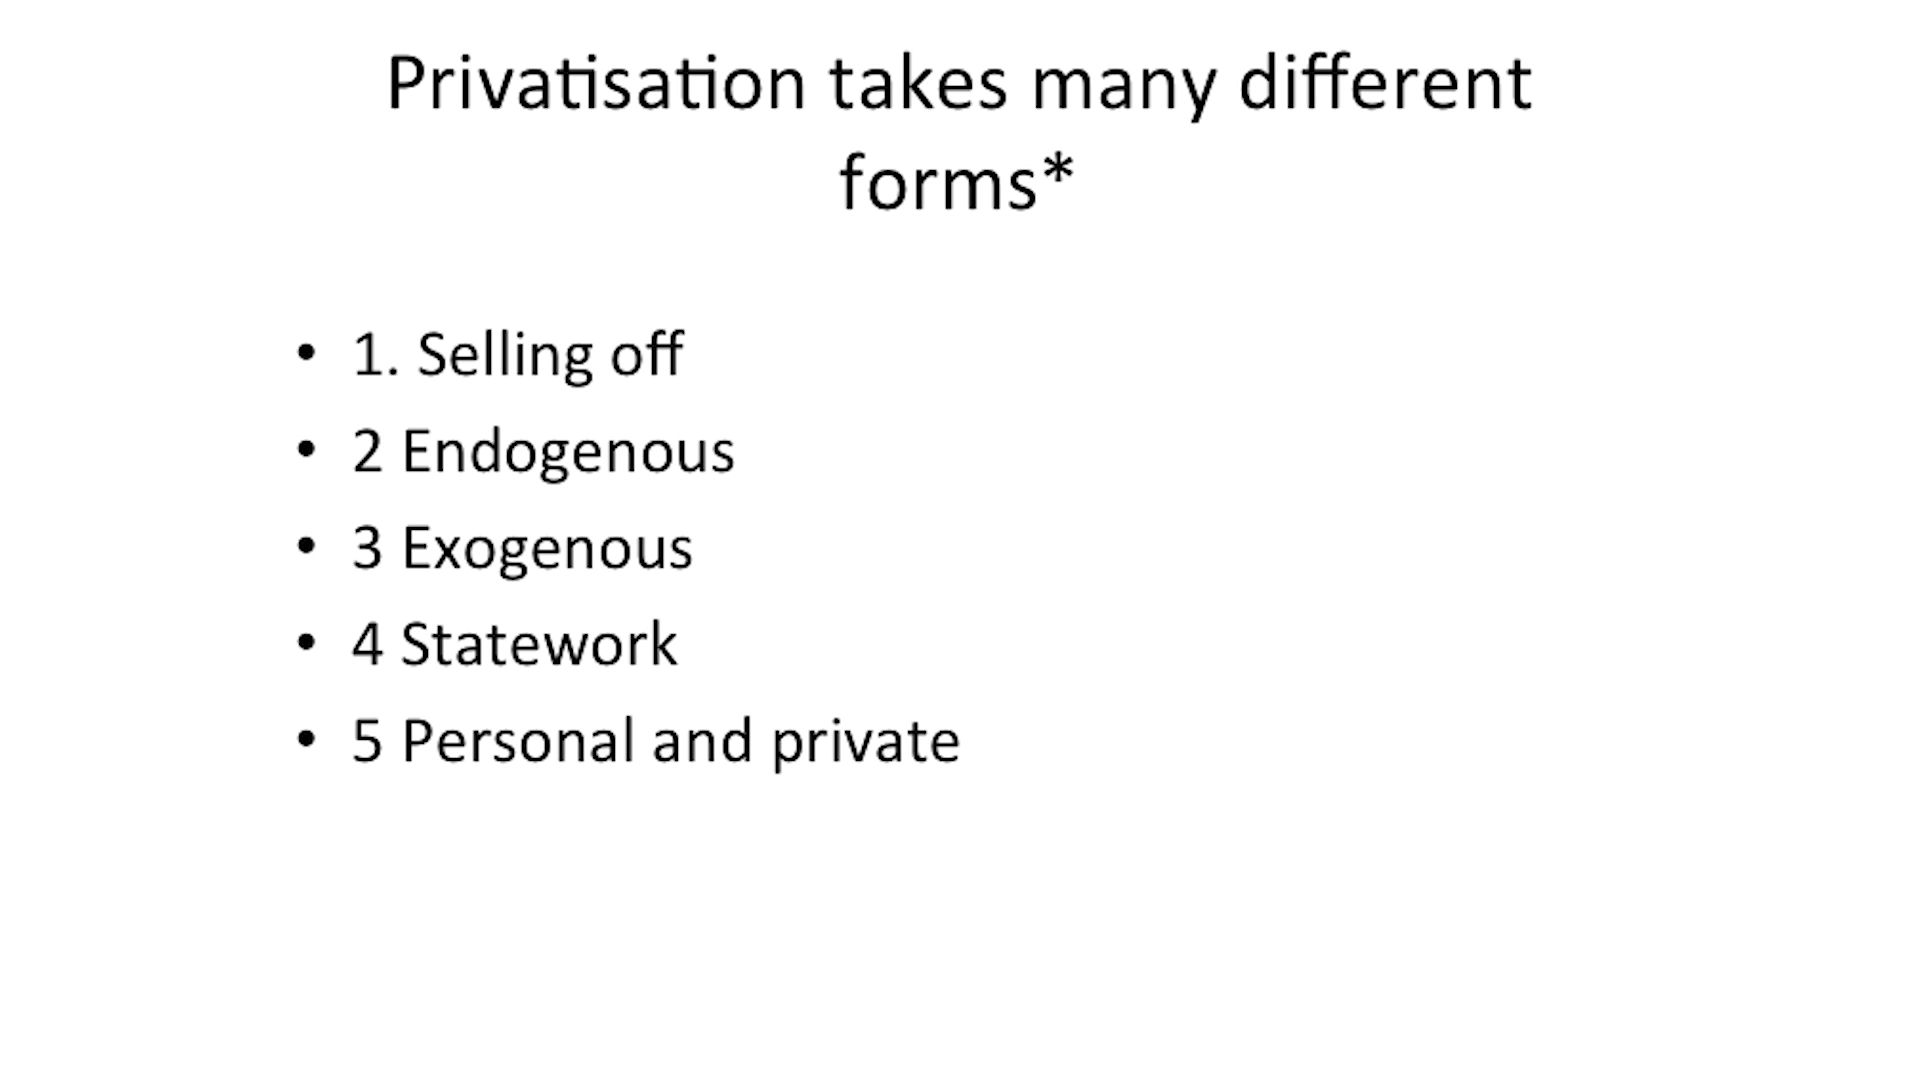 Privatisation takes many different
forms*
• 1. Selling off
• 2 Endogenous
• 3 Exogenous
• 4 Statework
• 5 Personal and private